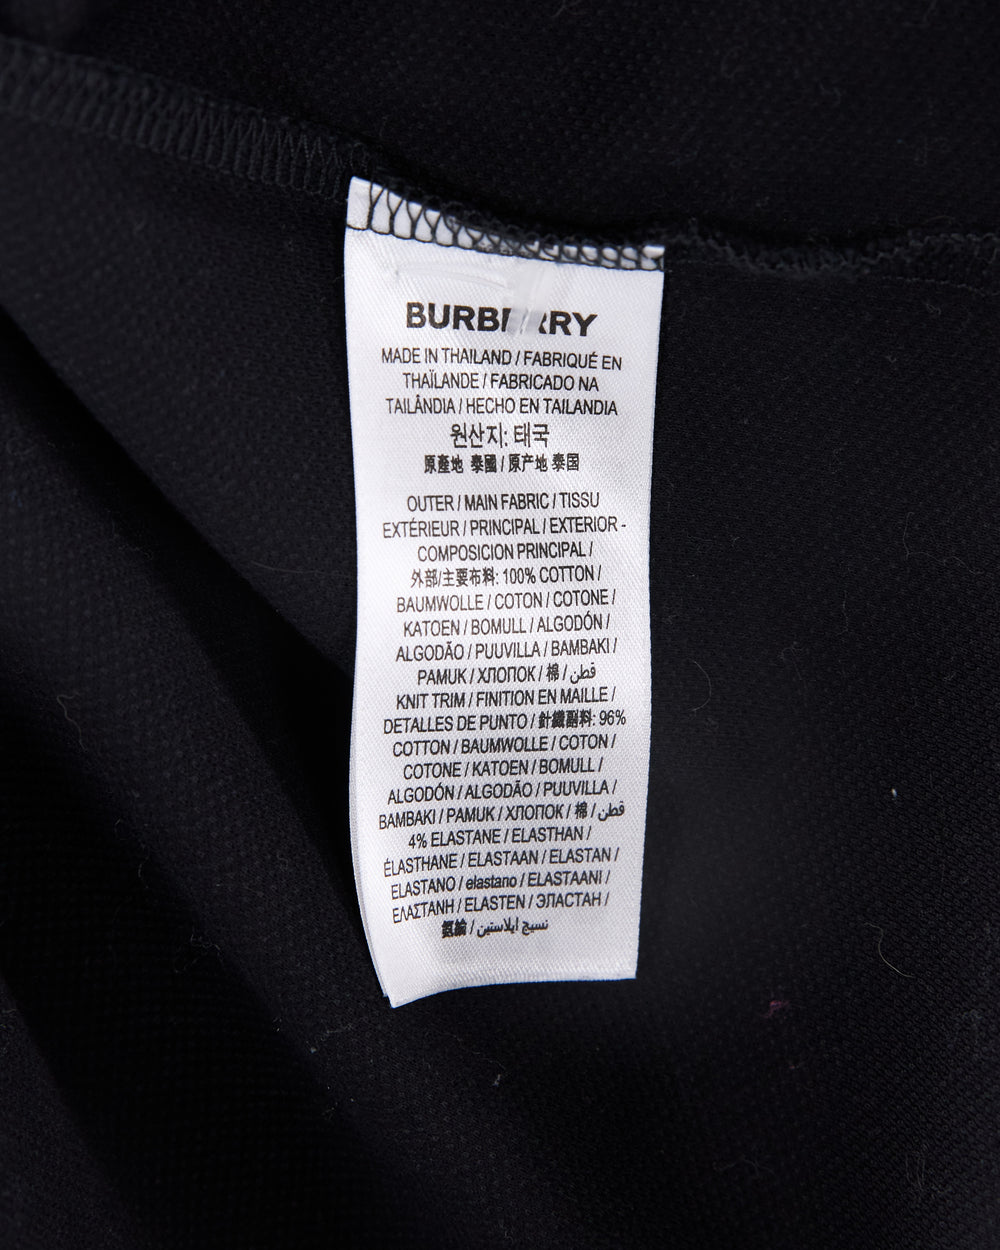 BURBERRY
MADE IN THAILAND / FABRIQUÉ EN
THAÏLANDE / FABRICADO NA
TAILÂNDIA / HECHO EN TAILANDIA
원산지: 태국
原產地 泰國 / 原产地 泰国
OUTER / MAIN FABRIC / TISSU
EXTÉRIEUR / PRINCIPAL / EXTERIOR -
COMPOSICION PRINCIPAL /
外部/主要布料: 100% COTTON /
BAUMWOLLE / COTON / COTONE /
KATOEN / BOMULL / ALGODÓN /
ALGODÃO / PUUVILLA / BAMBAKI /
PAMUK / ХЛОПОК / 棉 / قطن
KNIT TRIM / FINITION EN MAILLE /
DETALLES DE PUNTO / 針織副料: 96%
COTTON / BAUMWOLLE / COTON /
COTONE / KATOEN / BOMULL /
ALGODÓN / ALGODÃO / PUUVILLA /
BAMBAKI / PAMUK / ХЛОПОК / 棉 / قطن
4% ELASTANE / ELASTHAN /
ÉLASTHANE / ELASTAAN / ELASTAN /
ELASTANO / elastano / ELASTAANI /
ΕΛΑΣΤΑΝΗ / ELASTEN / ЭЛАСТАН /
氨綸 / نسيج ايلاستين